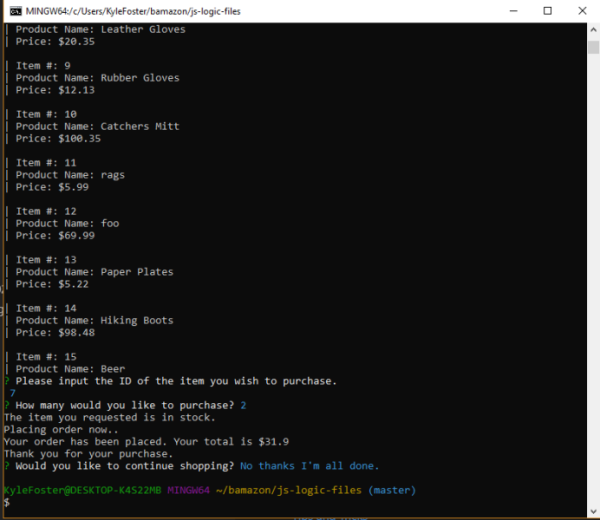 MINGW64:/c/Users/KyleFoster/bamazon/js-logic-files
| Product Name: Leather Gloves
| Price: $20.35
| Item #: 9
| Product Name: Rubber Gloves
| Price: $12.13
| Item #: 10
| Product Name: Catchers Mitt
| Price: $100.35
| Item #: 11
| Product Name: rags
| Price: $5.99
| Item #: 12
| Product Name: foo
| Price: $69.99
| Item #: 13
| Product Name: Paper Plates
| Price: $5.22
| Item #: 14
| Product Name: Hiking Boots
| Price: $98.48
| Item #: 15
| Product Name: Beer
? Please input the ID of the item you wish to purchase.
7
? How many would you like to purchase? 2
The item you requested is in stock.
Placing order now..
Your order has been placed. Your total is $31.9
Thank you for your purchase.
? Would you like to continue shopping? No thanks I'm all done.
KyleFoster@DESKTOP-K4S22MB MINGW64 ~/bamazon/js-logic-files (master)
$